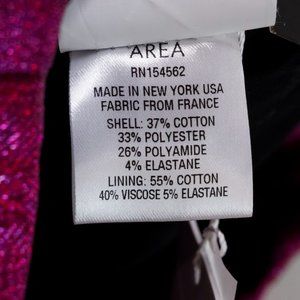 AREA
RN154562
MADE IN NEW YORK USA
FABRIC FROM FRANCE
SHELL: 37% COTTON
33% POLYESTER
26% POLYAMIDE
4% ELASTANE
LINING: 55% COTTON
40% VISCOSE 5% ELASTANE